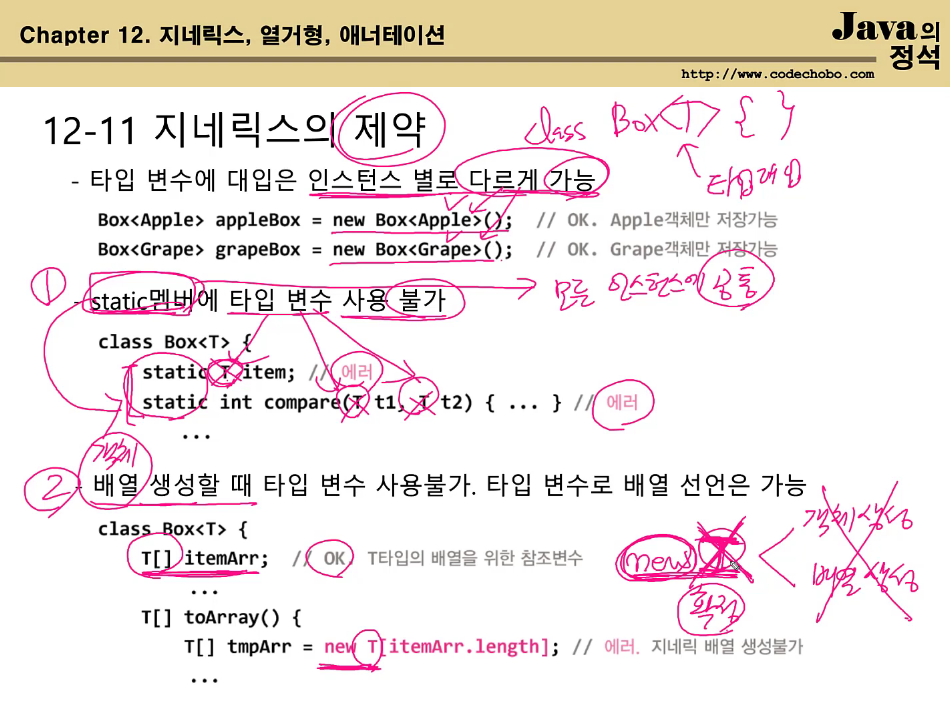 Chapter 12. 지네릭스, 열거형, 애너테이션
Java의
정석
http://www.codechobo.com
12-11 지네릭스의 제약
class Box<T> { }
타입대입
- 타입 변수에 대입은 인스턴스 별로 다르게 가능
Box<Apple> appleBox = new Box<Apple>(); // OK. Apple객체만 저장가능
Box<Grape> grapeBox = new Box<Grape>(); // OK. Grape객체만 저장가능
① 모든 인스턴스에 공통
- static멤버에 타입 변수 사용 불가
class Box<T> {
static T item; // 에러
static int compare(T t1, T t2) { ... } // 에러
...
객체
② - 배열 생성할 때 타입 변수 사용불가. 타입 변수로 배열 선언은 가능
class Box<T> {
객체 생성
T[] itemArr; // OK. T타입의 배열을 위한 참조변수
new T
배열 생성
...
확정
T[] toArray() {
T[] tmpArr = new T[itemArr.length]; // 에러. 지네릭 배열 생성불가
...